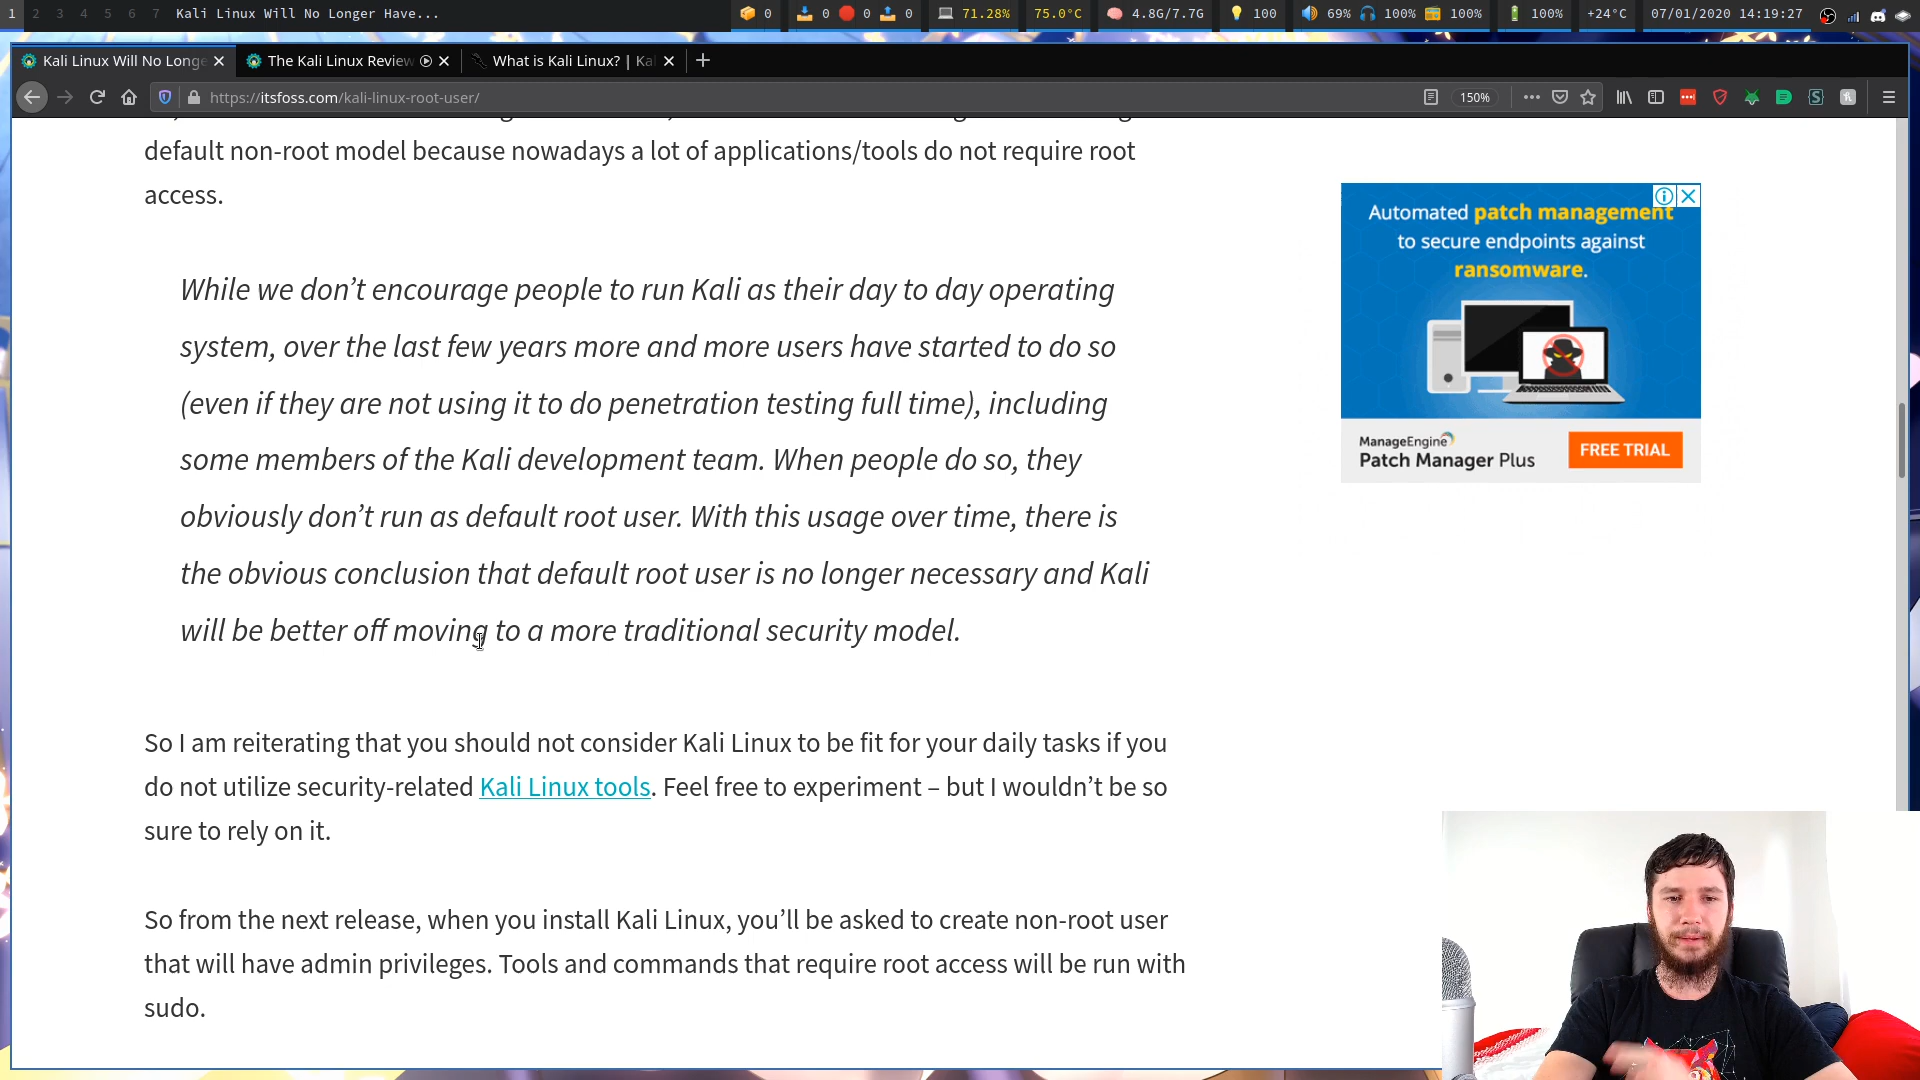 1 2 3 4 5 6 7 Kali Linux Will No Longer Have... 0 0 0 0 71.28% 75.0°C 4.8G/7.7G 100 69% 100% 100% 100% +24°C 07/01/2020 14:19:27
Kali Linux Will No Longe The Kali Linux Review What is Kali Linux? | Kal
https://itsfoss.com/kali-linux-root-user/ 150%
default non-root model because nowadays a lot of applications/tools do not require root
access.
While we don’t encourage people to run Kali as their day to day operating
system, over the last few years more and more users have started to do so
(even if they are not using it to do penetration testing full time), including
some members of the Kali development team. When people do so, they
obviously don’t run as default root user. With this usage over time, there is
the obvious conclusion that default root user is no longer necessary and Kali
will be better off moving to a more traditional security model.
So I am reiterating that you should not consider Kali Linux to be fit for your daily tasks if you
do not utilize security-related Kali Linux tools. Feel free to experiment – but I wouldn’t be so
sure to rely on it.
So from the next release, when you install Kali Linux, you’ll be asked to create non-root user
that will have admin privileges. Tools and commands that require root access will be run with
sudo.
Automated patch management
to secure endpoints against
ransomware.
ManageEngine
Patch Manager Plus
FREE TRIAL